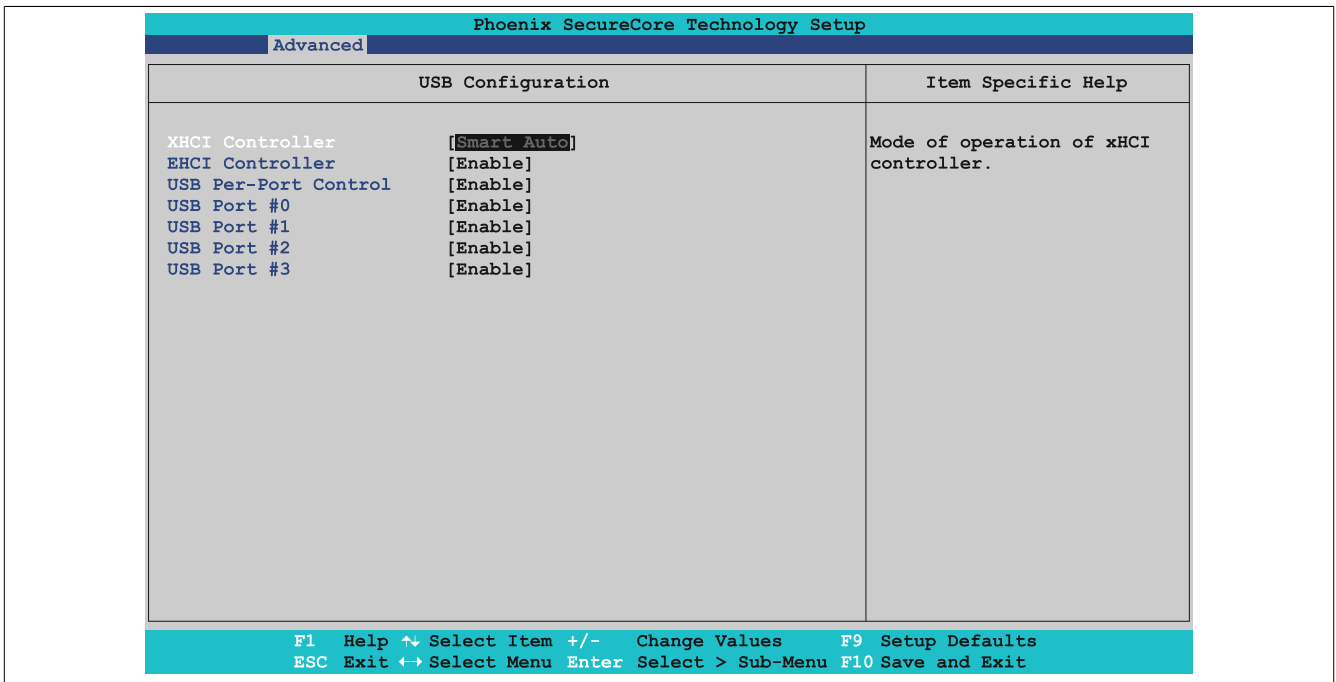 Phoenix SecureCore Technology Setup
Advanced
USB Configuration
Item Specific Help
XHCI Controller [Smart Auto]
EHCI Controller [Enable]
USB Per-Port Control [Enable]
USB Port #0 [Enable]
USB Port #1 [Enable]
USB Port #2 [Enable]
USB Port #3 [Enable]
Mode of operation of xHCI
controller.
F1 Help ↑↓ Select Item +/- Change Values F9 Setup Defaults
ESC Exit ←→ Select Menu Enter Select > Sub-Menu F10 Save and Exit